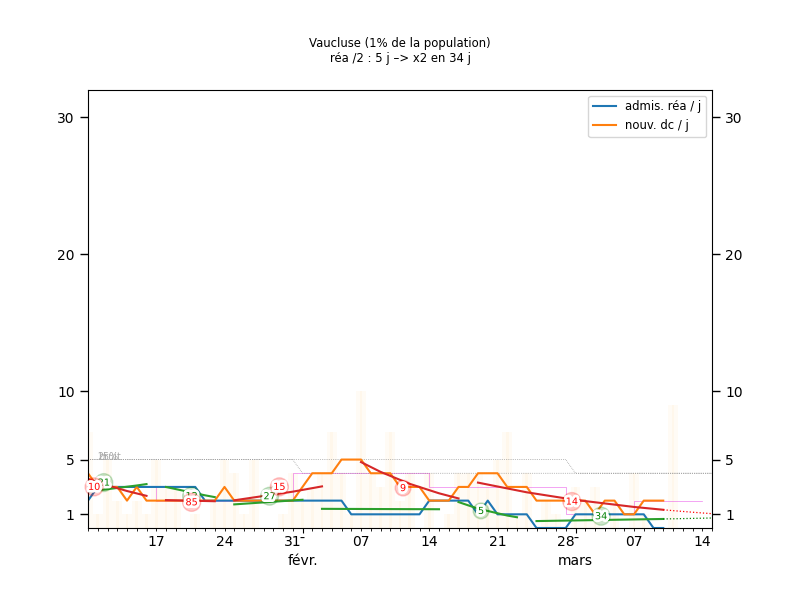 Vaucluse (1% de la population)
réa /2 : 5 j –> x2 en 34 j
admis. réa / j
nouv. dc / j
30 30
20 20
10 10
5 5
10 15 27 85 9 5 14 34
1 1
17 24 31 07 14 21 28 07 14
févr. mars